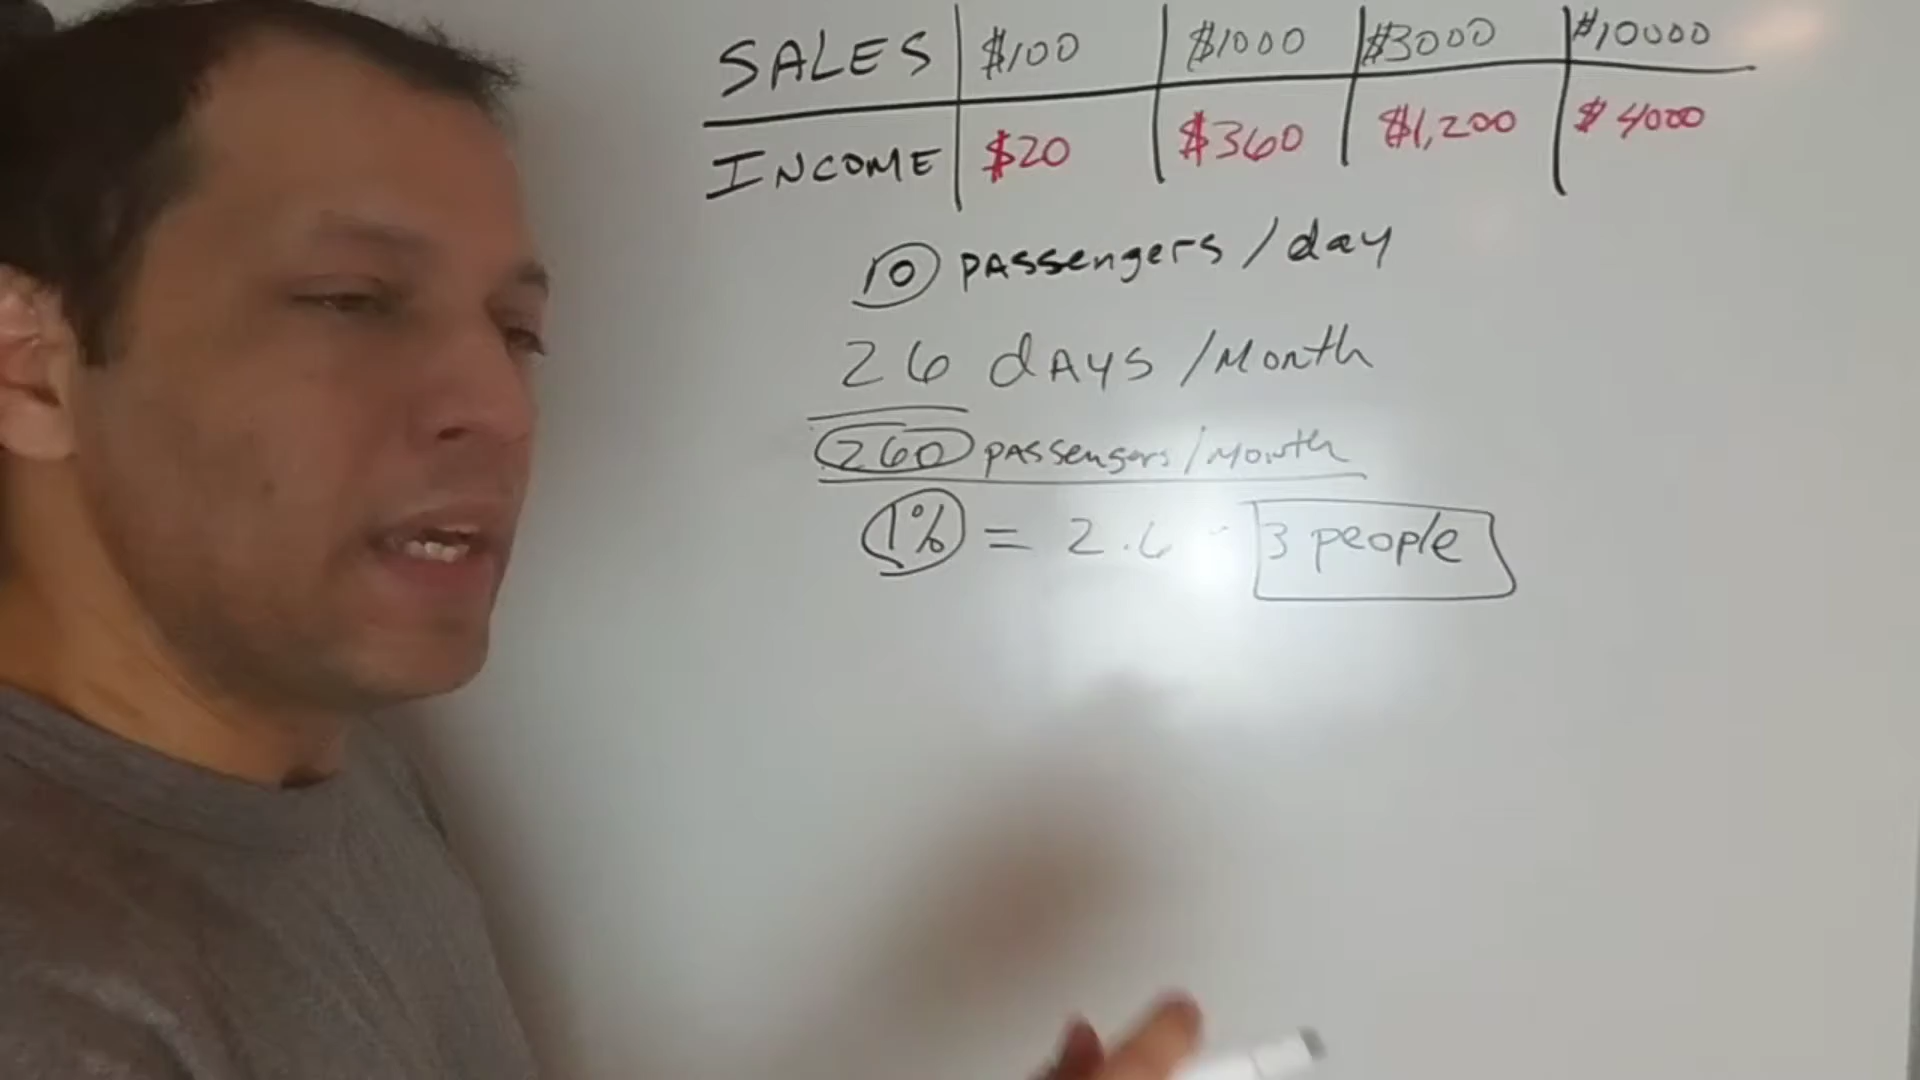 SALES $100 $1000 $3000 $10000
INCOME $20 $360 $1,200 $4000
10 passengers/day
26 days/month
260 passengers/month
1% = 2.6 - 3 people